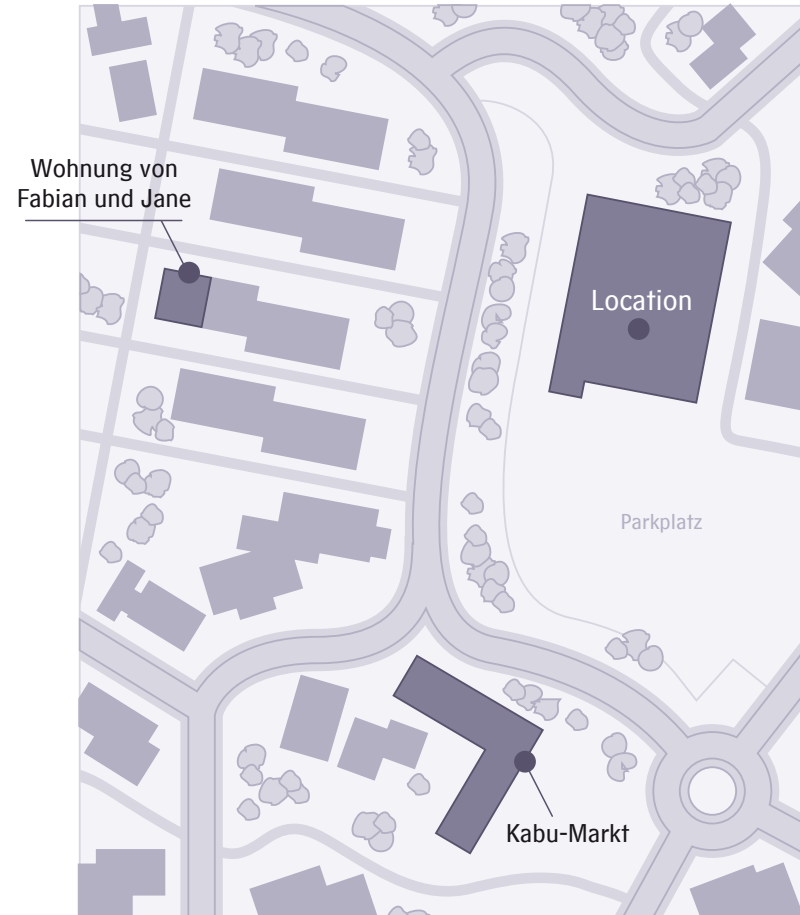 Wohnung von
Fabian und Jane
Location
Parkplatz
Kabu-Markt